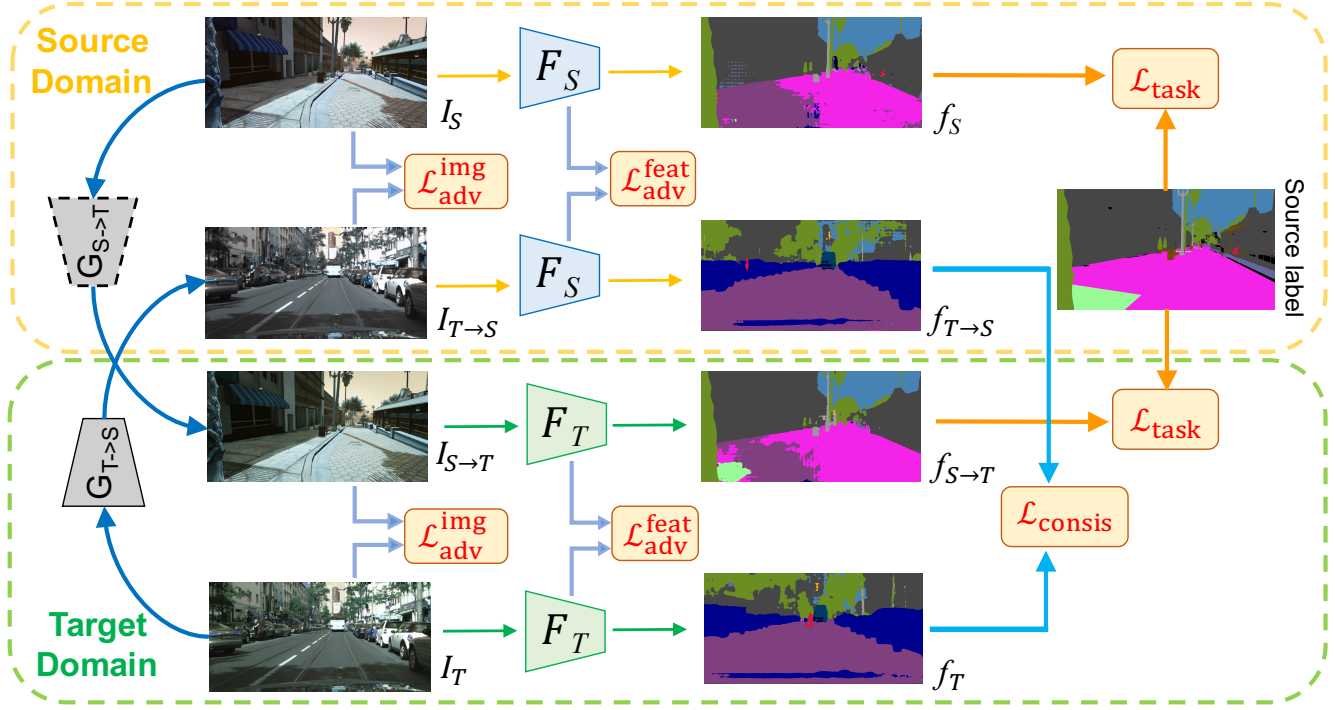 Source
Domain
I_S
F_S
f_S
ℒ_task
ℒ_adv^img
ℒ_adv^feat
G_S->T
Source label
I_T→S
F_S
f_T→S
I_S→T
F_T
f_S→T
ℒ_task
G_T->S
ℒ_adv^img
ℒ_adv^feat
ℒ_consis
Target
Domain
I_T
F_T
f_T